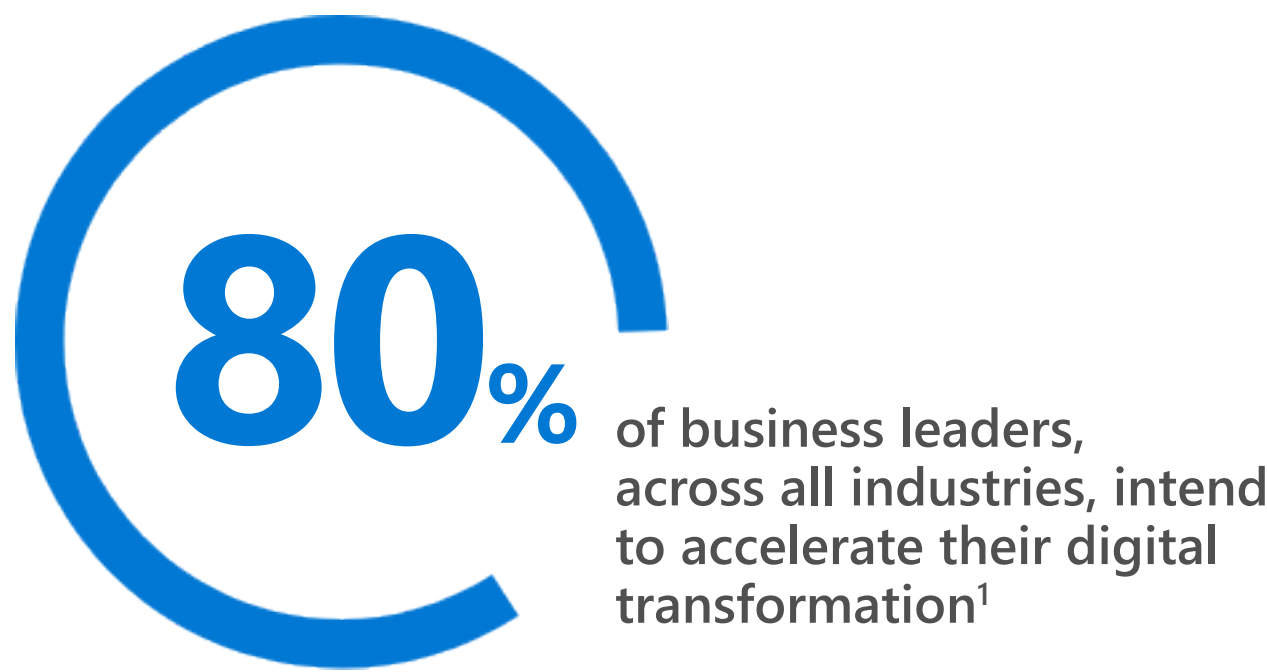 80%
of business leaders,
across all industries, intend
to accelerate their digital
transformation¹